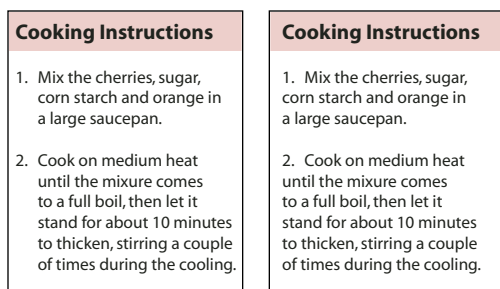 Cooking Instructions
1. Mix the cherries, sugar,
corn starch and orange in
a large saucepan.
2. Cook on medium heat
until the mixure comes
to a full boil, then let it
stand for about 10 minutes
to thicken, stirring a couple
of times during the cooling.
Cooking Instructions
1. Mix the cherries, sugar,
corn starch and orange in
a large saucepan.
2. Cook on medium heat
until the mixure comes
to a full boil, then let it
stand for about 10 minutes
to thicken, stirring a couple
of times during the cooling.